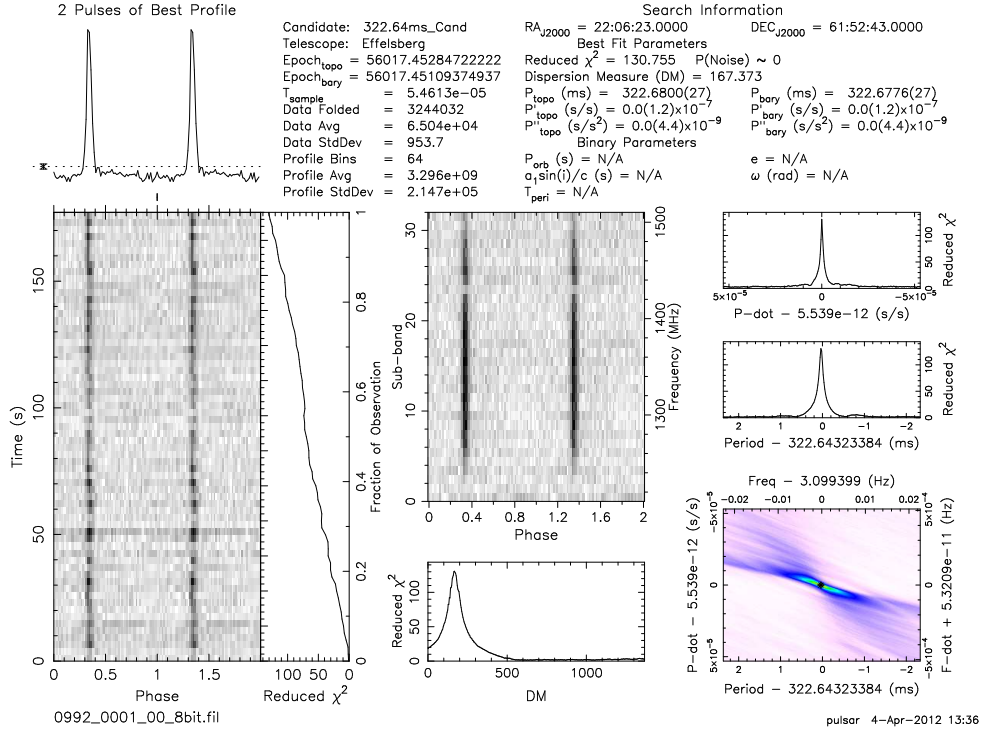 2 Pulses of Best Profile
Search Information
Candidate: 322.64ms_Cand
Telescope: Effelsberg
Epoch_topo = 56017.45284722222
Epoch_bary = 56017.45109374937
T_sample = 5.4613e-05
Data Folded = 3244032
Data Avg = 6.504e+04
Data StdDev = 953.7
Profile Bins = 64
Profile Avg = 3.296e+09
Profile StdDev = 2.147e+05
RA_J2000 = 22:06:23.0000
DEC_J2000 = 61:52:43.0000
Best Fit Parameters
Reduced χ² = 130.755 P(Noise) ~ 0
Dispersion Measure (DM) = 167.373
P_topo (ms) = 322.6800(27)
P_bary (ms) = 322.6776(27)
P'_topo (s/s) = 0.0(1.2)x10⁻⁷
P'_bary (s/s) = 0.0(1.2)x10⁻⁷
P''_topo (s/s²) = 0.0(4.4)x10⁻⁹
P''_bary (s/s²) = 0.0(4.4)x10⁻⁹
Binary Parameters
P_orb (s) = N/A
e = N/A
a₁sin(i)/c (s) = N/A
ω (rad) = N/A
T_peri = N/A
0 50 100 150
Time (s)
0 0.5 1 1.5
Phase
100 50 0
Reduced χ²
0 0.2 0.4 0.6 0.8 1
Fraction of Observation
0 10 20 30
Sub-band
0 0.4 0.8 1.2 1.6 2
Phase
1300 1400 1500
Frequency (MHz)
0 50 100
Reduced χ²
0 500 1000
DM
0 50 100
Reduced χ²
5×10⁻⁵ 0 -5×10⁻⁵
P-dot - 5.539e-12 (s/s)
0 50 100
Reduced χ²
2 1 0 -1 -2
Period - 322.64323384 (ms)
Freq - 3.099399 (Hz)
-0.02 -0.01 0 0.01 0.02
-5×10⁻⁵ 0 5×10⁻⁵
P-dot - 5.539e-12 (s/s)
5×10⁻⁴ 0 -5×10⁻⁴
F-dot + 5.3209e-11 (Hz)
2 1 0 -1 -2
Period - 322.64323384 (ms)
0992_0001_00_8bit.fil
pulsar 4-Apr-2012 13:36